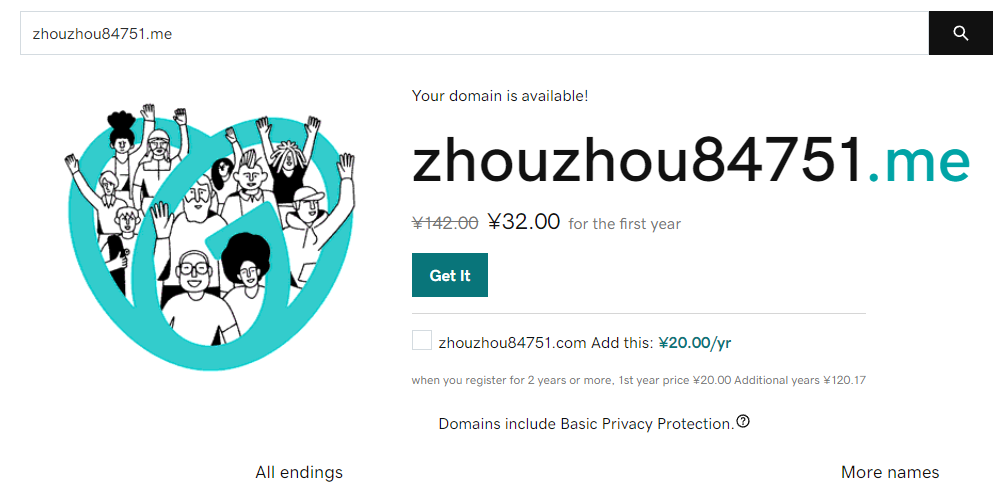 zhouzhou84751.me
Your domain is available!
zhouzhou84751.me
¥142.00 ¥32.00 for the first year
Get It
zhouzhou84751.com Add this: ¥20.00/yr
when you register for 2 years or more, 1st year price ¥20.00 Additional years ¥120.17
Domains include Basic Privacy Protection.
All endings
More names